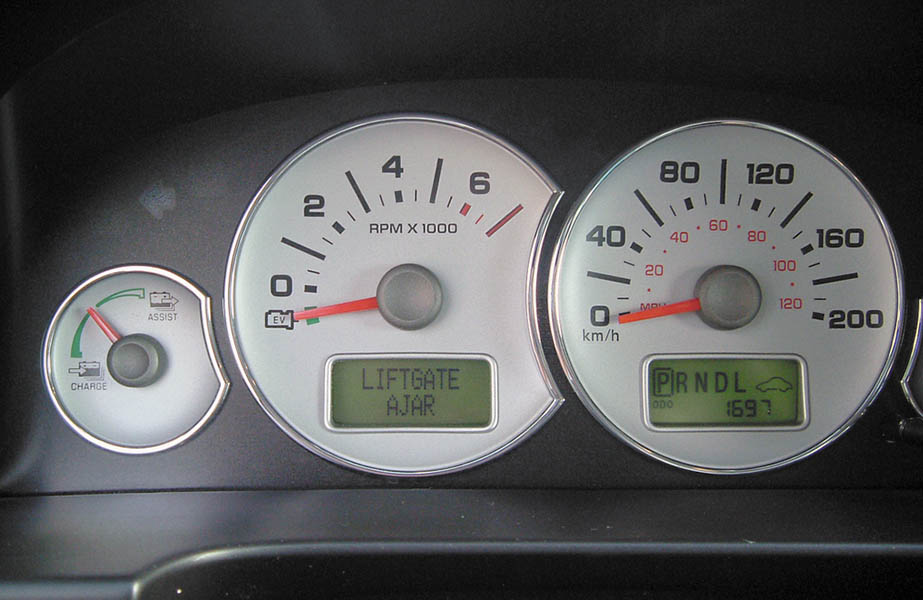 ASSIST
CHARGE
0
2
4
6
RPM X 1000
EV
LIFTGATE
AJAR
0
40
80
120
160
200
20
40
60
80
100
120
MPH
km/h
PRNDL
ODO
1697